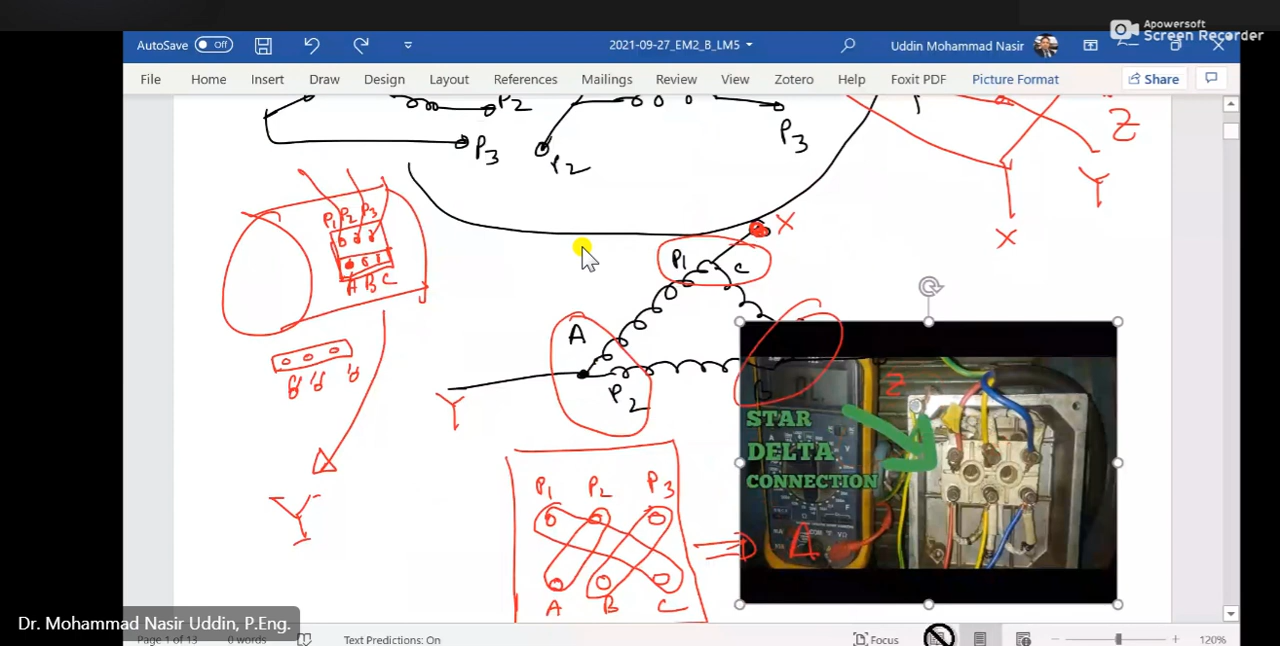 Apowersoft
Screen Recorder
AutoSave Off 2021-09-27_EM2_B_LM5 Uddin Mohammad Nasir
File Home Insert Draw Design Layout References Mailings Review View Zotero Help Foxit PDF Picture Format Share
P2
P3
P3
P2
Z
Y
X
P1 P2 P3
A B C
X
P1 C
A
P2
Y
B
Z
STAR
DELTA
CONNECTION
Δ
Y
P1 P2 P3
A B C
Δ
Dr. Mohammad Nasir Uddin, P.Eng.
Page 1 of 13 0 words Text Predictions: On Focus 120%